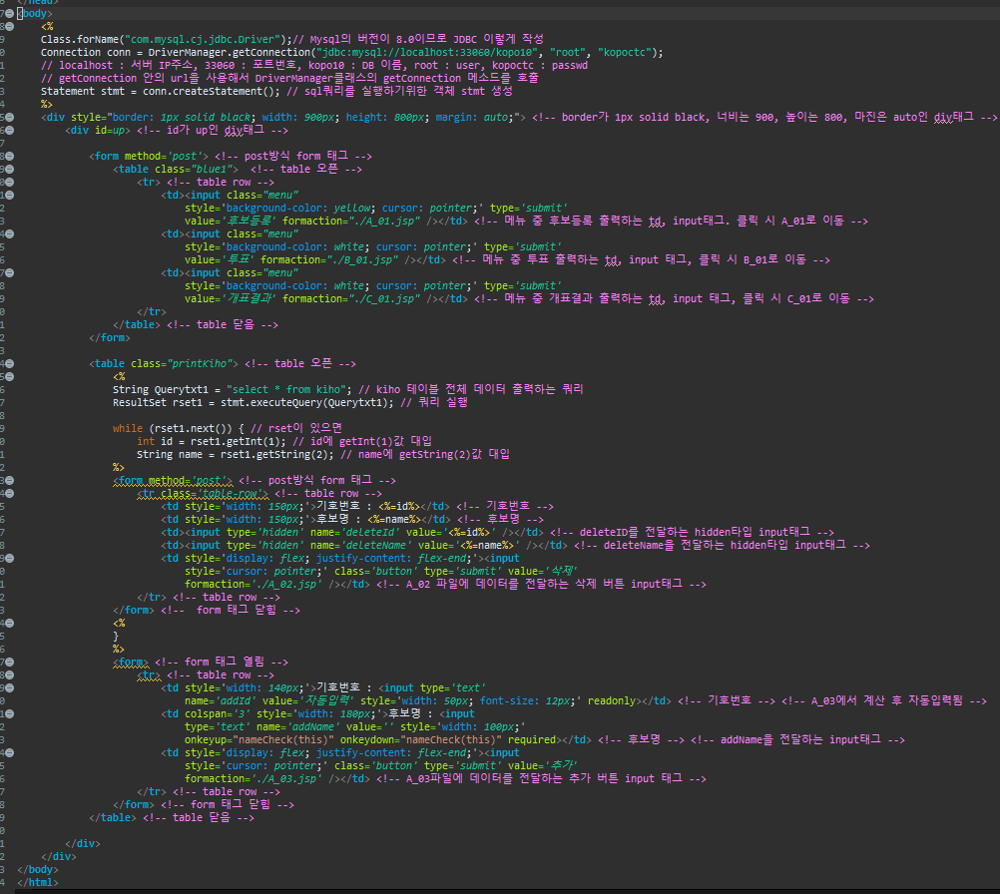 </head>
<body>
<%
Class.forName("com.mysql.cj.jdbc.Driver");// Mysql의 버전이 8.0이므로 JDBC 이렇게 작성
Connection conn = DriverManager.getConnection("jdbc:mysql://localhost:33060/kopo10", "root", "kopoctc");
// localhost : 서버 IP주소, 33060 : 포트번호, kopo10 : DB 이름, root : user, kopoctc : passwd
// getConnection 안의 url을 사용해서 DriverManager클래스의 getConnection 메소드를 호출
Statement stmt = conn.createStatement(); // sql쿼리를 실행하기위한 객체 stmt 생성
%>
<div style="border: 1px solid black; width: 900px; height: 800px; margin: auto;"> <!-- border가 1px solid black, 너비는 900, 높이는 800, 마진은 auto인 div태그 -->
<div id=up> <!-- id가 up인 div태그 -->
<form method='post'> <!-- post방식 form 태그 -->
<table class="blue1"> <!-- table 오픈 -->
<tr> <!-- table row -->
<td><input class="menu"
style='background-color: yellow; cursor: pointer;' type='submit'
value='후보등록' formaction="./A_01.jsp" /></td> <!-- 메뉴 중 후보등록 출력하는 td, input태그. 클릭 시 A_01로 이동 -->
<td><input class="menu"
style='background-color: white; cursor: pointer;' type='submit'
value='투표' formaction="./B_01.jsp" /></td> <!-- 메뉴 중 투표 출력하는 td, input 태그, 클릭 시 B_01로 이동 -->
<td><input class="menu"
style='background-color: white; cursor: pointer;' type='submit'
value='개표결과' formaction="./C_01.jsp" /></td> <!-- 메뉴 중 개표결과 출력하는 td, input 태그, 클릭 시 C_01로 이동 -->
</tr>
</table> <!-- table 닫음 -->
</form>
<table class="printKiho"> <!-- table 오픈 -->
<%
String Querytxt1 = "select * from kiho"; // kiho 테이블 전체 데이터 출력하는 쿼리
ResultSet rset1 = stmt.executeQuery(Querytxt1); // 쿼리 실행
while (rset1.next()) { // rset이 있으면
int id = rset1.getInt(1); // id에 getInt(1)값 대입
String name = rset1.getString(2); // name에 getString(2)값 대입
%>
<form method='post'> <!-- post방식 form 태그 -->
<tr class='table-row'> <!-- table row -->
<td style='width: 150px;'>기호번호 : <%=id%></td> <!-- 기호번호 -->
<td style='width: 150px;'>후보명 : <%=name%></td> <!-- 후보명 -->
<td><input type='hidden' name='deleteId' value='<%=id%>' /></td> <!-- deleteID를 전달하는 hidden타입 input태그 -->
<td><input type='hidden' name='deleteName' value='<%=name%>' /></td> <!-- deleteName을 전달하는 hidden타입 input태그 -->
<td style='display: flex; justify-content: flex-end;'><input
style='cursor: pointer;' class='button' type='submit' value='삭제'
formaction='./A_02.jsp' /></td> <!-- A_02 파일에 데이터를 전달하는 삭제 버튼 input태그 -->
</tr> <!-- table row -->
</form> <!--  form 태그 닫힘 -->
<%
}
%>
<form> <!-- form 태그 열림 -->
<tr> <!-- table row -->
<td style='width: 140px;'>기호번호 : <input type='text'
name='addId' value='자동입력' style='width: 50px; font-size: 12px;' readonly></td> <!-- 기호번호 --> <!-- A_03에서 계산 후 자동입력됨 -->
<td colspan='3' style='width: 180px;'>후보명 : <input
type='text' name='addName' value='' style='width: 100px;'
onkeyup="nameCheck(this)" onkeydown="nameCheck(this)" required></td> <!-- 후보명 --> <!-- addName을 전달하는 input태그 -->
<td style='display: flex; justify-content: flex-end;'><input
style='cursor: pointer;' class='button' type='submit' value='추가'
formaction='./A_03.jsp' /></td> <!-- A_03파일에 데이터를 전달하는 추가 버튼 input 태그 -->
</tr> <!-- table row -->
</form> <!-- form 태그 닫힘 -->
</table> <!-- table 닫음 -->
</div>
</div>
</body>
</html>